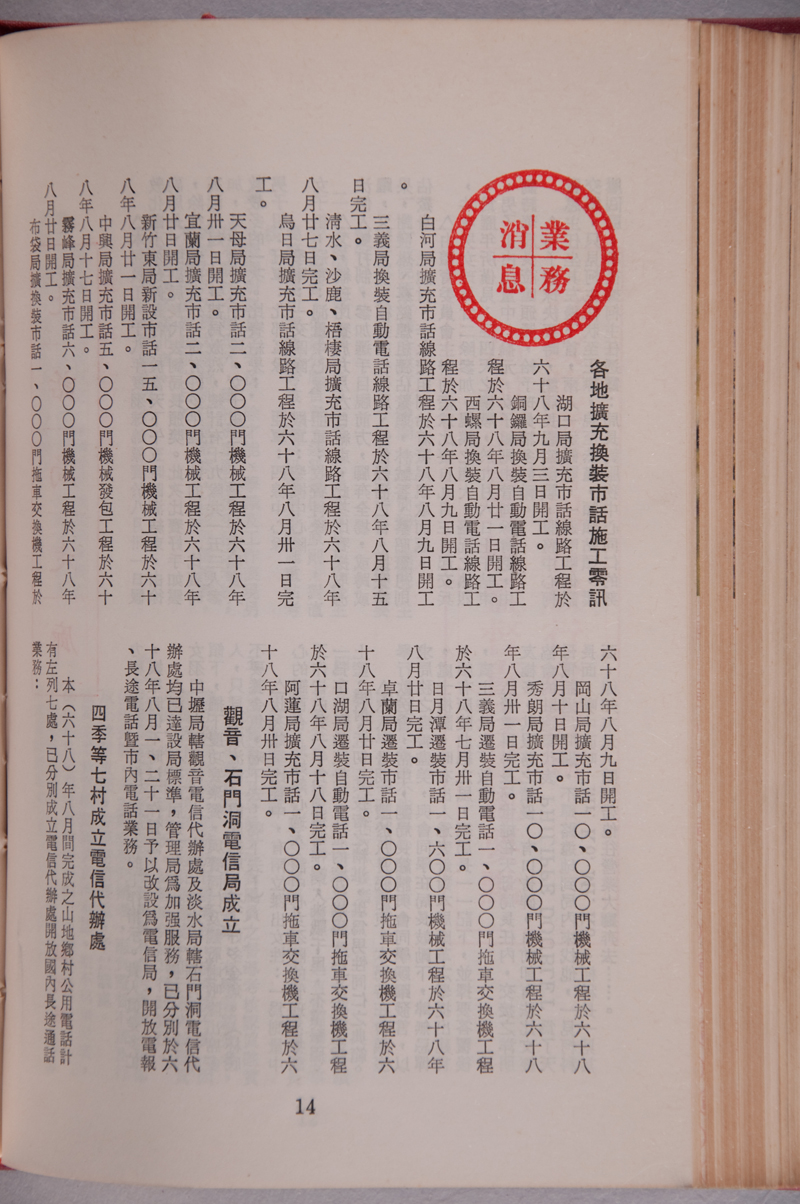 業務
消息
各地擴充換裝市話施工零訊
湖口局擴充市話線路工程於
六十八年九月三日開工。
銅鑼局換裝自動電話線路工
程於六十八年八月廿一日開工。
西螺局換裝自動電話線路工
程於六十八年八月九日開工。
白河局擴充市話線路工程於六十八年八月九日開工
。
三義局換裝自動電話線路工程於六十八年八月十五
日完工。
清水、沙鹿、梧棲局擴充市話線路工程於六十八年
八月廿七日完工。
烏日局擴充市話線路工程於六十八年八月卅一日完
工。
天母局擴充市話二、〇〇〇門機械工程於六十八年
八月卅一日開工。
宜蘭局擴充市話二、〇〇〇門機械工程於六十八年
八月廿日開工。
新竹東局新設市話一五、〇〇〇門機械工程於六十
八年八月廿一日開工。
中興局擴充市話五、〇〇〇門機械發包工程於六十
八年八月十七日開工。
霧峰局擴充市話六、〇〇〇門機械工程於六十八年
八月廿日開工。
布袋局擴換裝市話一、〇〇〇門拖車交換機工程於
六十八年八月九日開工。
岡山局擴充市話一〇、〇〇〇門機械工程於六十八
年八月十日開工。
秀朗局擴充市話一〇、〇〇〇門機械工程於六十八
年八月卅一日完工。
三義局遷裝自動電話一、〇〇〇門拖車交換機工程
於六十八年七月卅一日完工。
日月潭遷裝市話一、六〇〇門機械工程於六十八年
八月廿日完工。
卓蘭局遷裝市話一、〇〇〇門拖車交換機工程於六
十八年八月廿日完工。
口湖局遷裝自動電話一、〇〇〇門拖車交換機工程
於六十八年八月十八日完工。
阿蓮局擴充市話一、〇〇〇門拖車交換機工程於六
十八年八月卅日完工。
觀音、石門洞電信局成立
中壢局轄觀音電信代辦處及淡水局轄石門洞電信代
辦處均已達設局標準，管理局爲加强服務，已分別於六
十八年八月一、二十一日予以改設爲電信局，開放電報
、長途電話暨市內電話業務。
四季等七村成立電信代辦處
本（六十八）年八月間完成之山地鄉村公用電話計
有左列七處，已分別成立電信代辦處開放國內長途通話
業務：
14